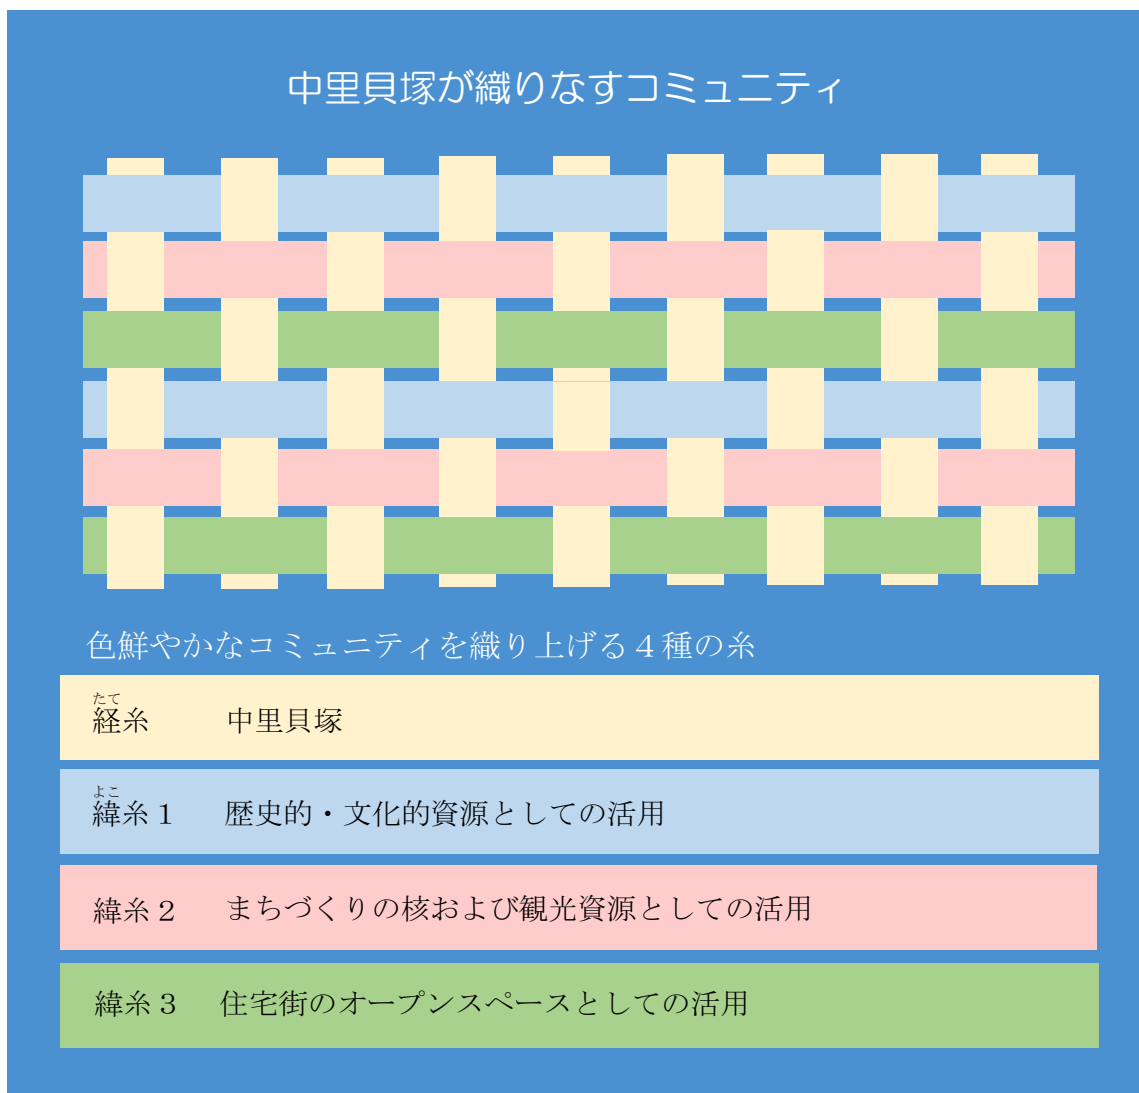 中里貝塚が織りなすコミュニティ
色鮮やかなコミュニティを織り上げる４種の糸
たて
経糸　中里貝塚
よこ
緯糸１　歴史的・文化的資源としての活用
緯糸２　まちづくりの核および観光資源としての活用
緯糸３　住宅街のオープンスペースとしての活用